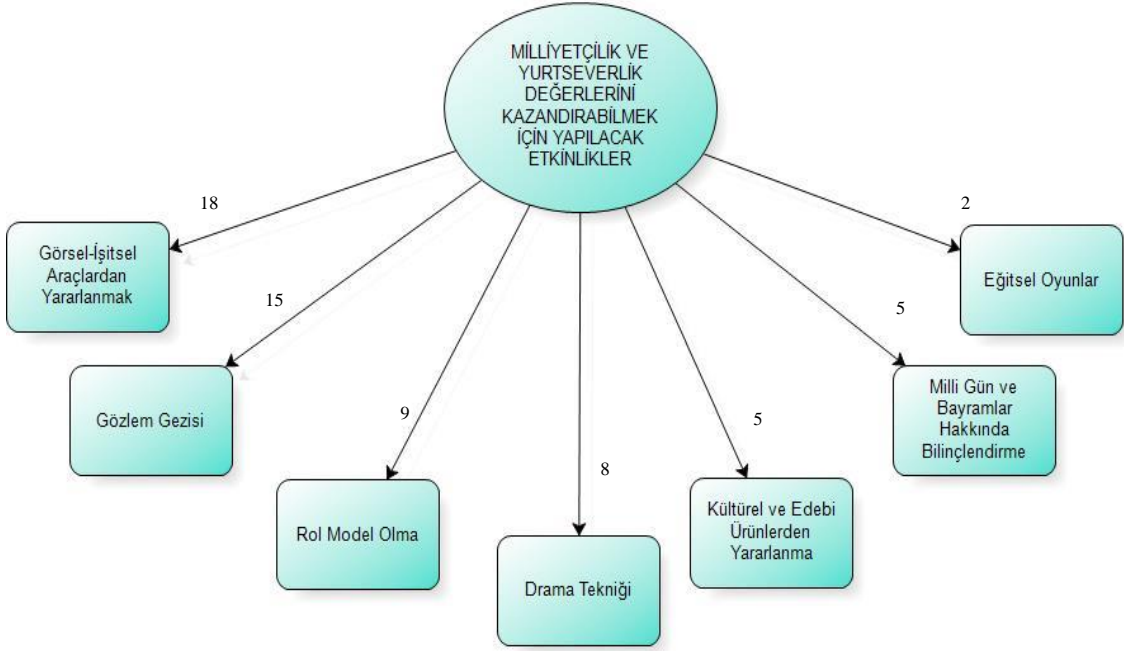 MİLLİYETÇİLİK VE
YURTSEVERLİK
DEĞERLERİNİ
KAZANDIRABİLMEK
İÇİN YAPILACAK
ETKİNLİKLER
18
Görsel-İşitsel
Araçlardan
Yararlanmak
15
Gözlem Gezisi
9
Rol Model Olma
8
Drama Tekniği
5
Kültürel ve Edebi
Ürünlerden
Yararlanma
5
Milli Gün ve
Bayramlar
Hakkında
Bilinçlendirme
2
Eğitsel Oyunlar